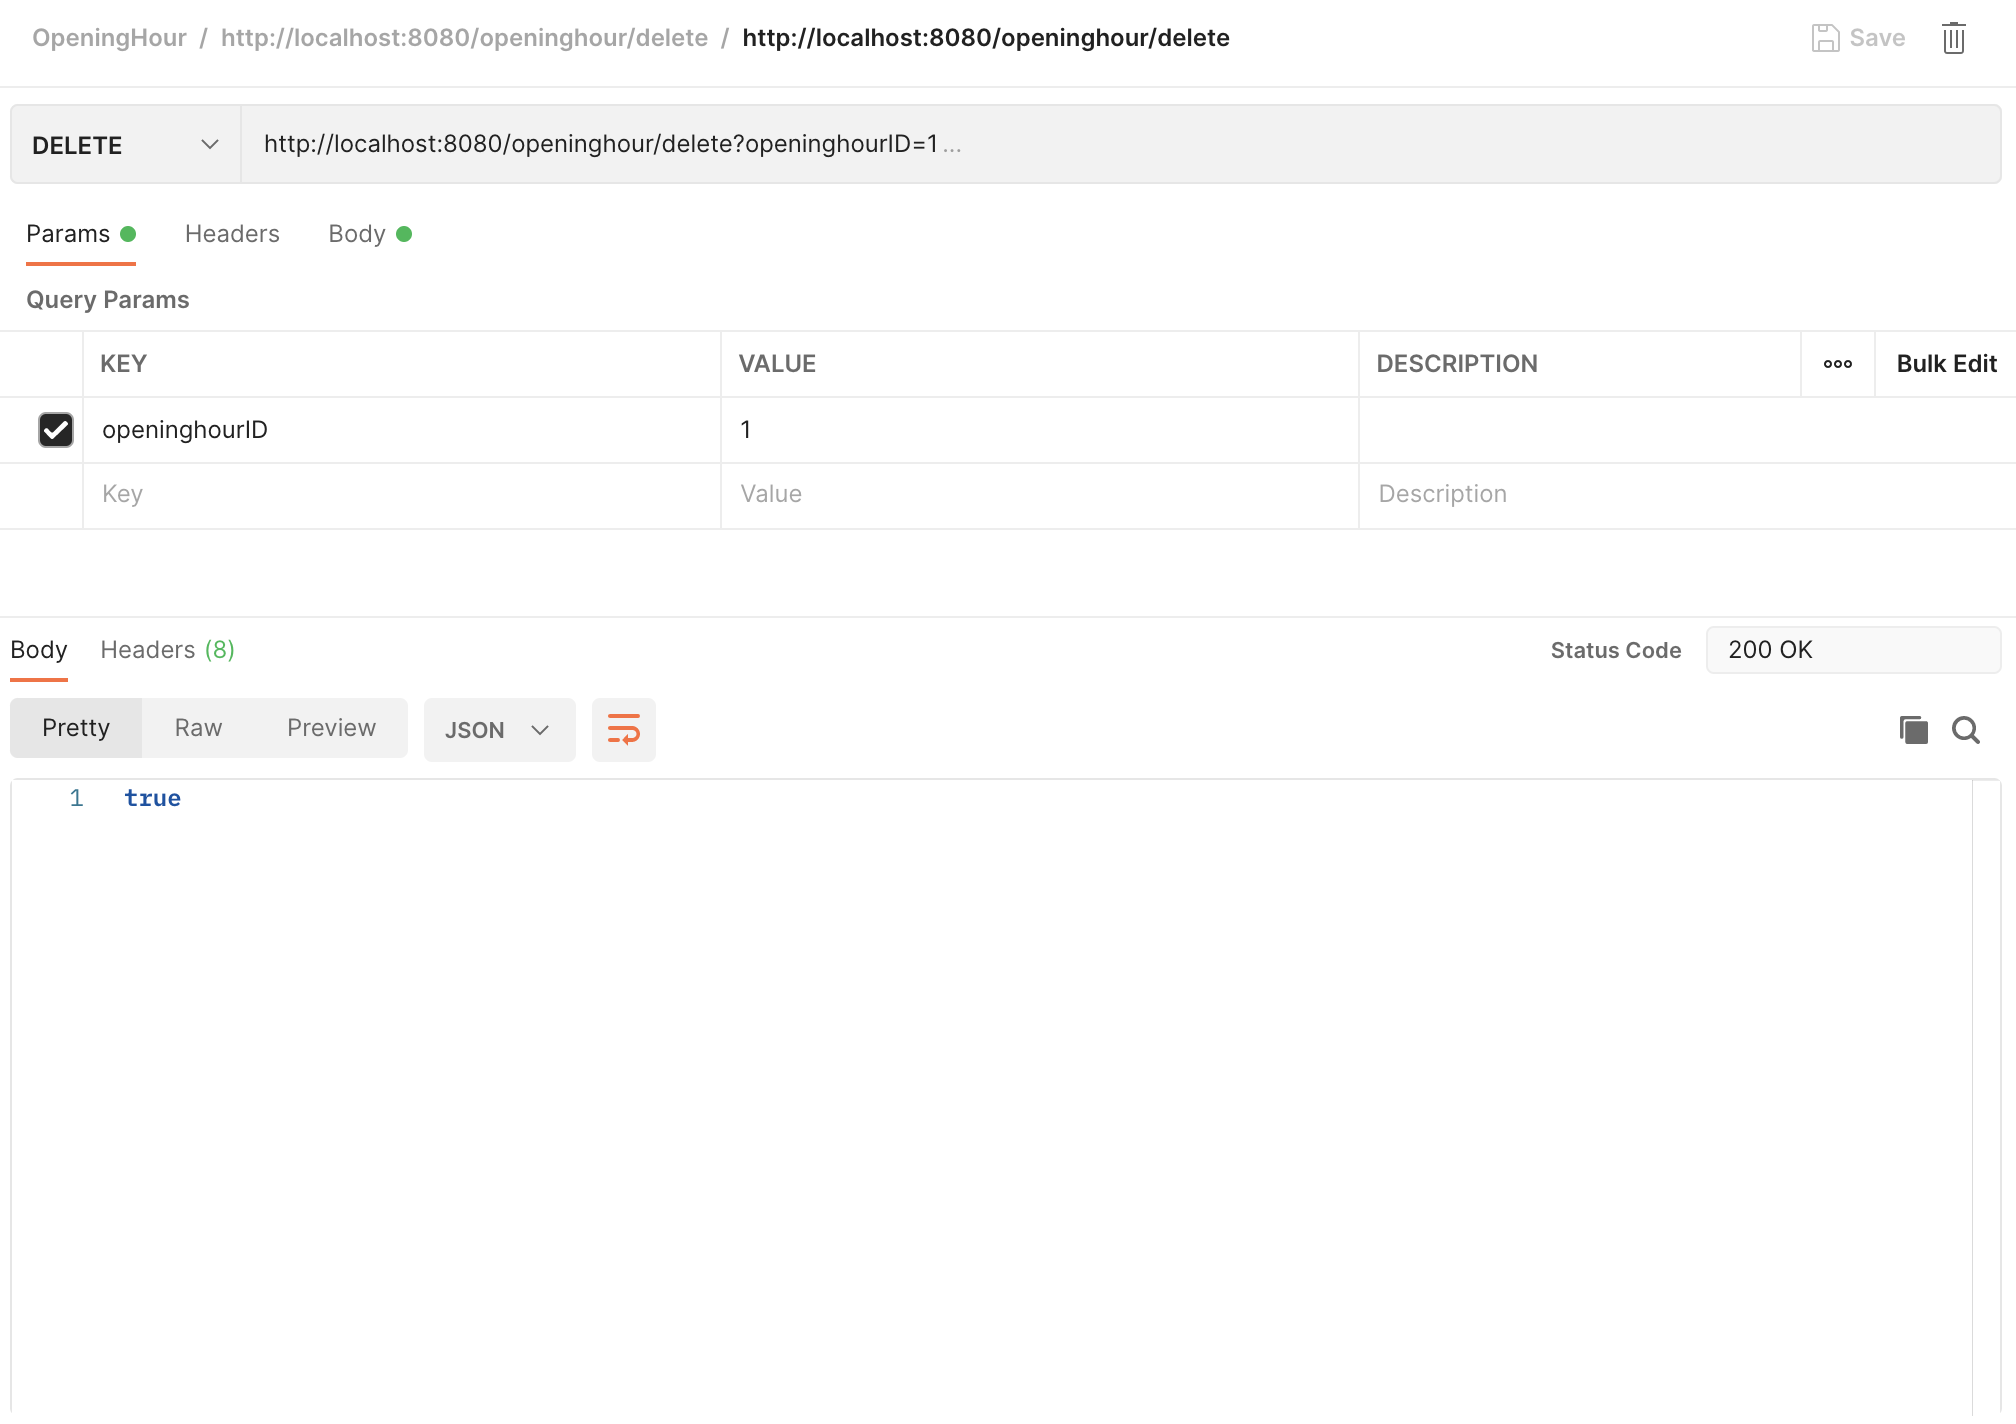 OpeningHour / http://localhost:8080/openinghour/delete / http://localhost:8080/openinghour/delete Save
DELETE http://localhost:8080/openinghour/delete?openinghourID=1...
Params Headers Body
Query Params
KEY VALUE DESCRIPTION Bulk Edit
openinghourID 1
Key Value Description
Body Headers (8) Status Code 200 OK
Pretty Raw Preview JSON
1 true